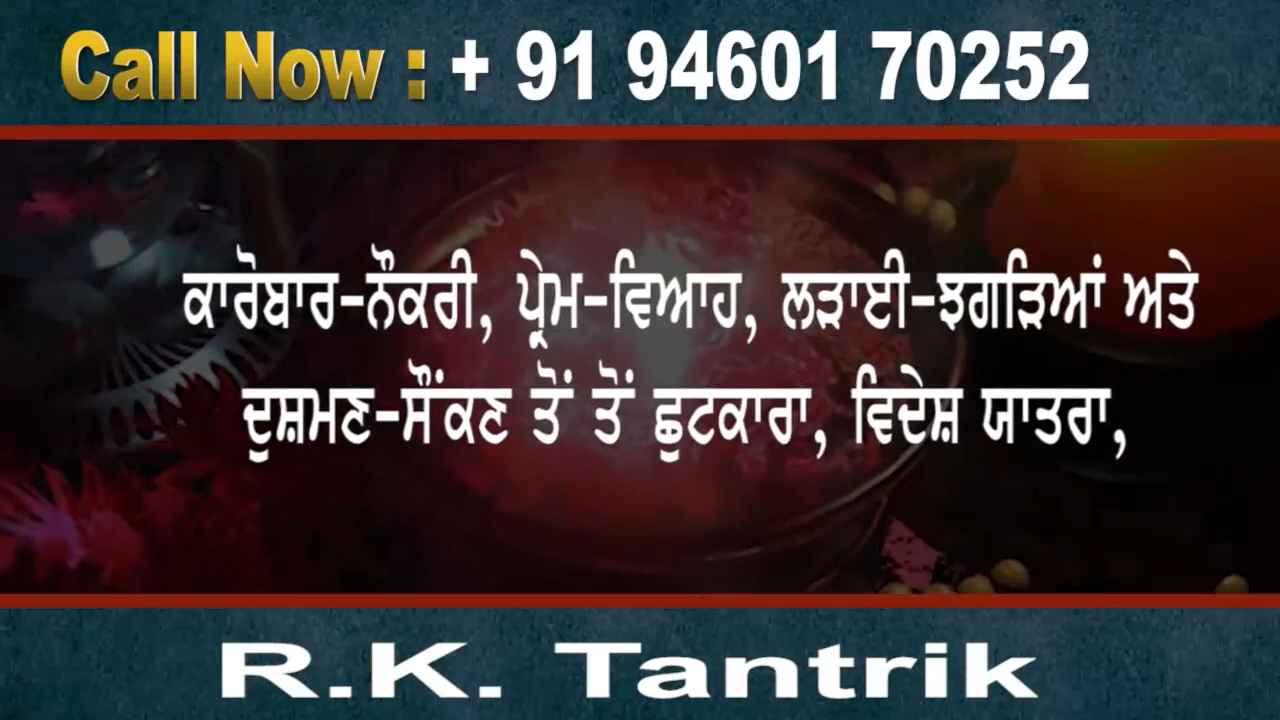 Call Now : + 91 94601 70252
ਕਾਰੋਬਾਰ-ਨੌਕਰੀ, ਪ੍ਰੇਮ-ਵਿਆਹ, ਲੜਾਈ-ਝਗੜਿਆਂ ਅਤੇ
ਦੁਸ਼ਮਣ-ਸੌਂਕਣ ਤੋਂ ਤੋਂ ਛੁਟਕਾਰਾ, ਵਿਦੇਸ਼ ਯਾਤਰਾ,
R.K. Tantrik